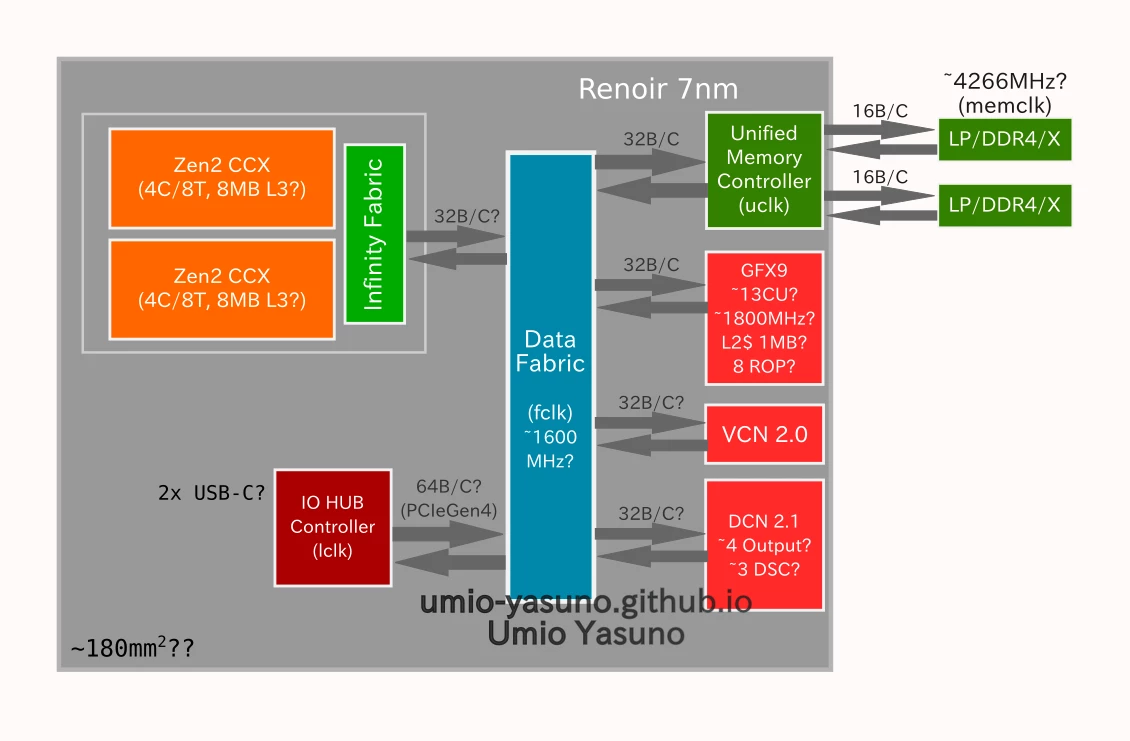 Renoir 7nm
~4266MHz?
(memclk)
Zen2 CCX
(4C/8T, 8MB L3?)
Zen2 CCX
(4C/8T, 8MB L3?)
Infinity Fabric
32B/C?
Data
Fabric
(fclk)
~1600
MHz?
32B/C
Unified
Memory
Controller
(uclk)
16B/C
LP/DDR4/X
16B/C
LP/DDR4/X
32B/C
GFX9
~13CU?
~1800MHz?
L2$ 1MB?
8 ROP?
32B/C?
VCN 2.0
2x USB-C?
IO HUB
Controller
(lclk)
64B/C?
(PCIeGen4)
32B/C?
DCN 2.1
~4 Output?
~3 DSC?
umio-yasuno.github.io
Umio Yasuno
~180mm²??